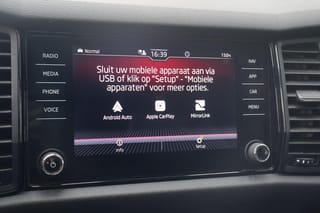 RADIO
MEDIA
PHONE
VOICE
Normal
16:39
Sluit uw mobiele apparaat aan via
USB of klik op "Setup" - "Mobiele
apparaten" voor meer opties.
Android Auto
Apple CarPlay
MirrorLink
Info
Setup
NAV
APP
CAR
MENU